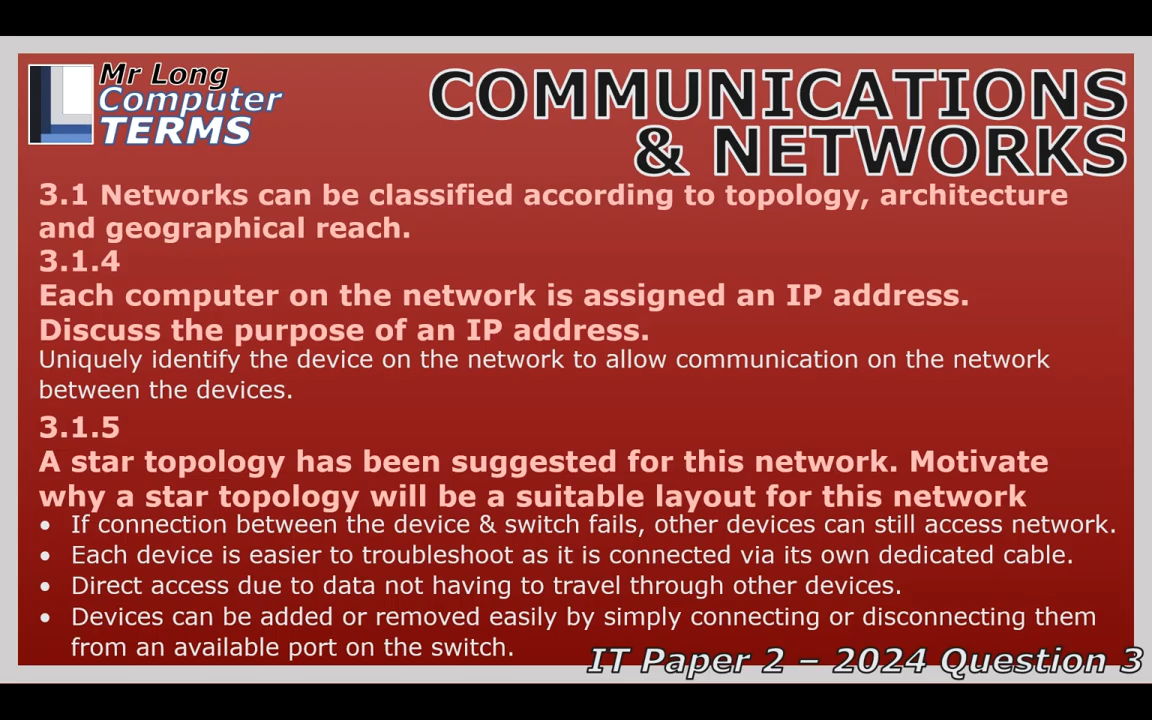 Mr Long
Computer
TERMS
COMMUNICATIONS
& NETWORKS
3.1 Networks can be classified according to topology, architecture
and geographical reach.
3.1.4
Each computer on the network is assigned an IP address.
Discuss the purpose of an IP address.
Uniquely identify the device on the network to allow communication on the network
between the devices.
3.1.5
A star topology has been suggested for this network. Motivate
why a star topology will be a suitable layout for this network
• If connection between the device & switch fails, other devices can still access network.
• Each device is easier to troubleshoot as it is connected via its own dedicated cable.
• Direct access due to data not having to travel through other devices.
• Devices can be added or removed easily by simply connecting or disconnecting them
from an available port on the switch.
IT Paper 2 – 2024 Question 3